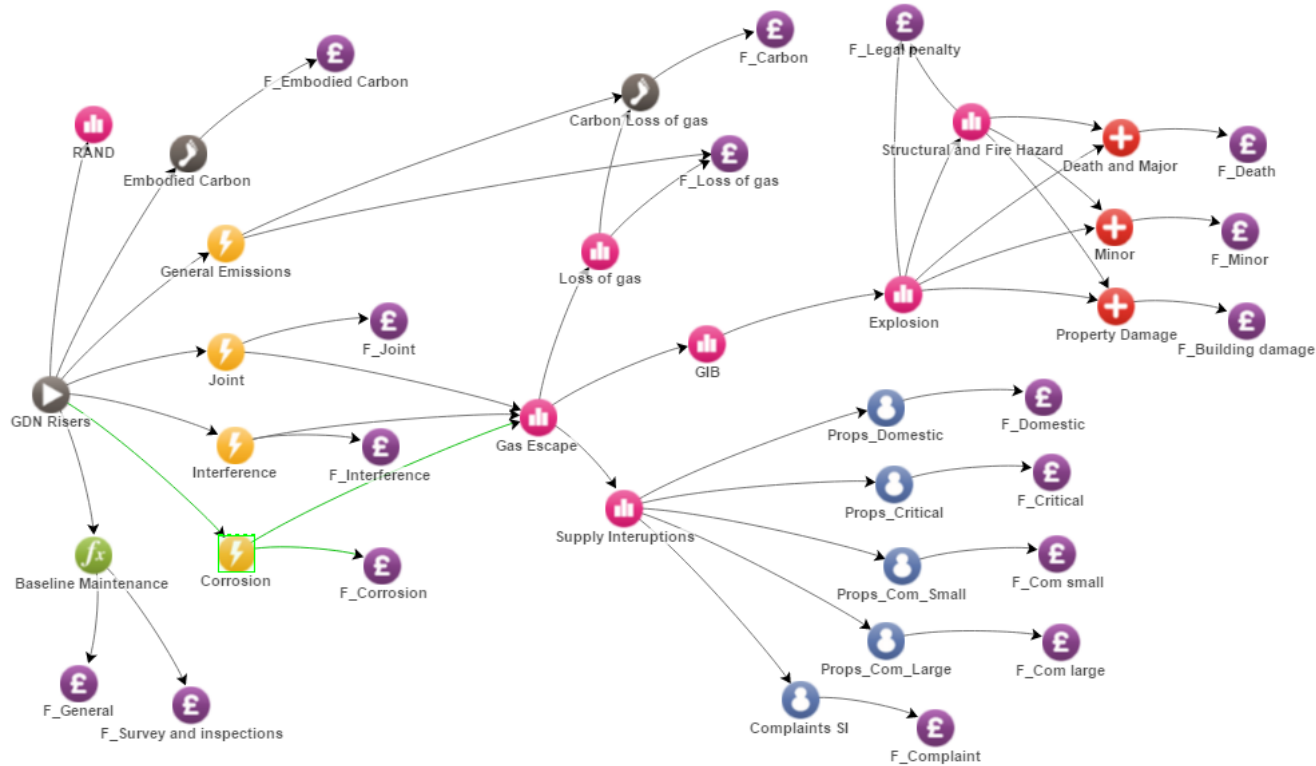 F_Legal penalty
F_Carbon
F_Embodied Carbon
Carbon Loss of gas
RAND
Structural and Fire Hazard
Death and Major
F_Death
Embodied Carbon
F_Loss of gas
General Emissions
Loss of gas
Minor
F_Minor
Explosion
Property Damage
F_Building damage
F_Joint
Joint
GIB
GDN Risers
Gas Escape
Props_Domestic
F_Domestic
Interference
F_Interference
Props_Critical
F_Critical
Supply Interuptions
fx
Baseline Maintenance
Corrosion
F_Corrosion
Props_Com_Small
F_Com small
Props_Com_Large
F_Com large
F_General
F_Survey and inspections
Complaints SI
F_Complaint